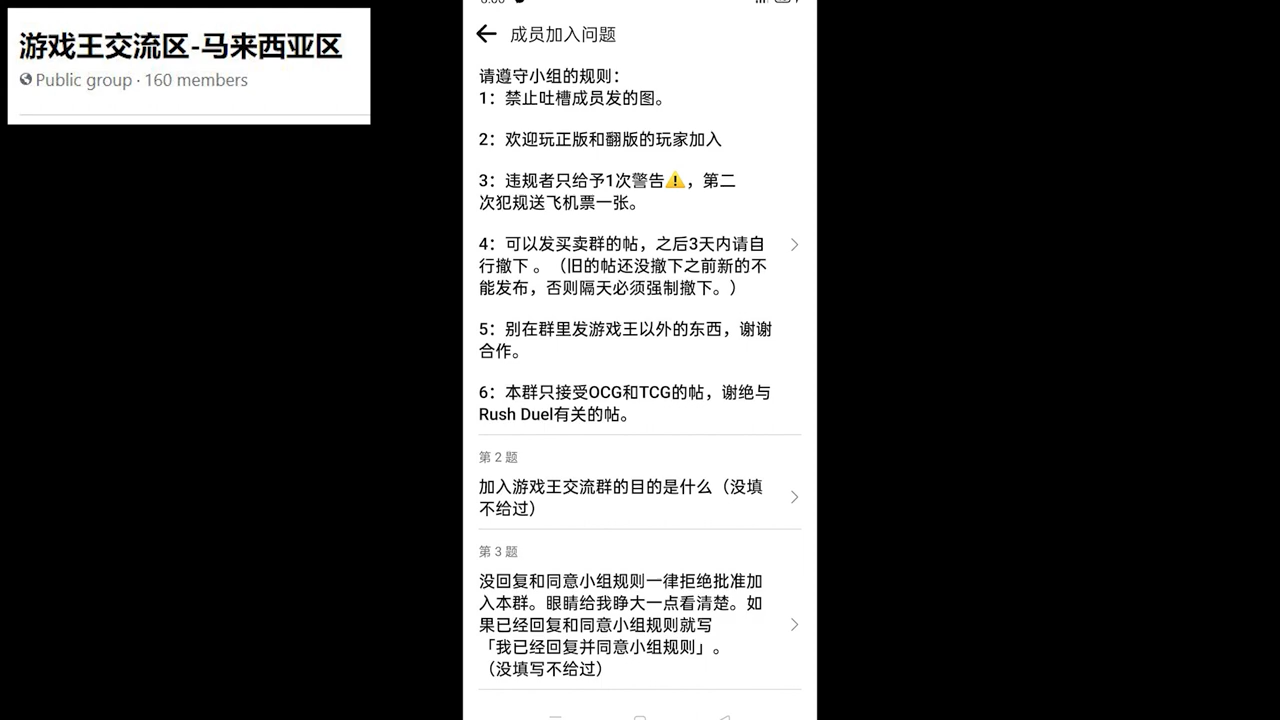 游戏王交流区-马来西亚区
Public group · 160 members
成员加入问题
请遵守小组的规则：
1：禁止吐槽成员发的图。
2：欢迎玩正版和翻版的玩家加入
3：违规者只给予1次警告⚠️，第二
次犯规送飞机票一张。
4：可以发买卖群的帖，之后3天内请自
行撤下 。（旧的帖还没撤下之前新的不
能发布，否则隔天必须强制撤下。）
5：别在群里发游戏王以外的东西，谢谢
合作。
6：本群只接受OCG和TCG的帖，谢绝与
Rush Duel有关的帖。
第 2 题
加入游戏王交流群的目的是什么（没填
不给过）
第 3 题
没回复和同意小组规则一律拒绝批准加
入本群。眼睛给我睁大一点看清楚。如
果已经回复和同意小组规则就写
「我已经回复并同意小组规则」。
（没填写不给过）